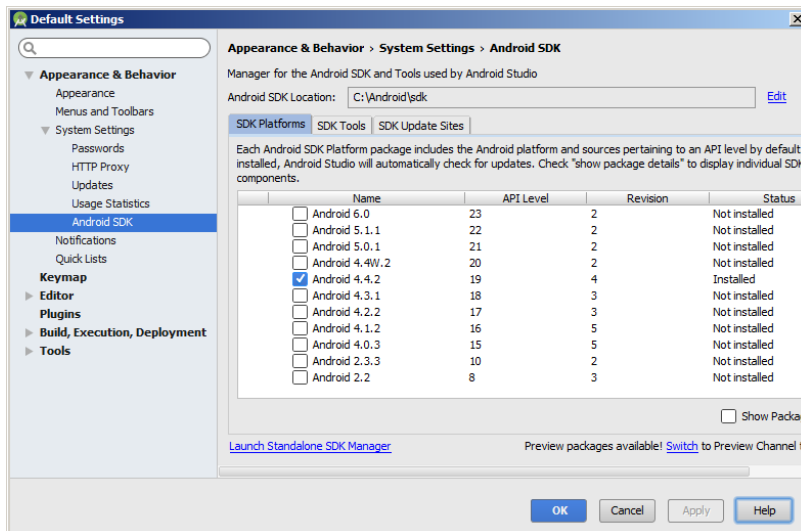 Default Settings
Appearance & Behavior
Appearance
Menus and Toolbars
System Settings
Passwords
HTTP Proxy
Updates
Usage Statistics
Android SDK
Notifications
Quick Lists
Keymap
Editor
Plugins
Build, Execution, Deployment
Tools
Appearance & Behavior › System Settings › Android SDK
Manager for the Android SDK and Tools used by Android Studio
Android SDK Location: C:\Android\sdk Edit
SDK Platforms SDK Tools SDK Update Sites
Each Android SDK Platform package includes the Android platform and sources pertaining to an API level by default
installed, Android Studio will automatically check for updates. Check "show package details" to display individual SDK
components.
Name API Level Revision Status
Android 6.0 23 2 Not installed
Android 5.1.1 22 2 Not installed
Android 5.0.1 21 2 Not installed
Android 4.4W.2 20 2 Not installed
Android 4.4.2 19 4 Installed
Android 4.3.1 18 3 Not installed
Android 4.2.2 17 3 Not installed
Android 4.1.2 16 5 Not installed
Android 4.0.3 15 5 Not installed
Android 2.3.3 10 2 Not installed
Android 2.2 8 3 Not installed
Show Packa
Launch Standalone SDK Manager Preview packages available! Switch to Preview Channel
OK Cancel Apply Help